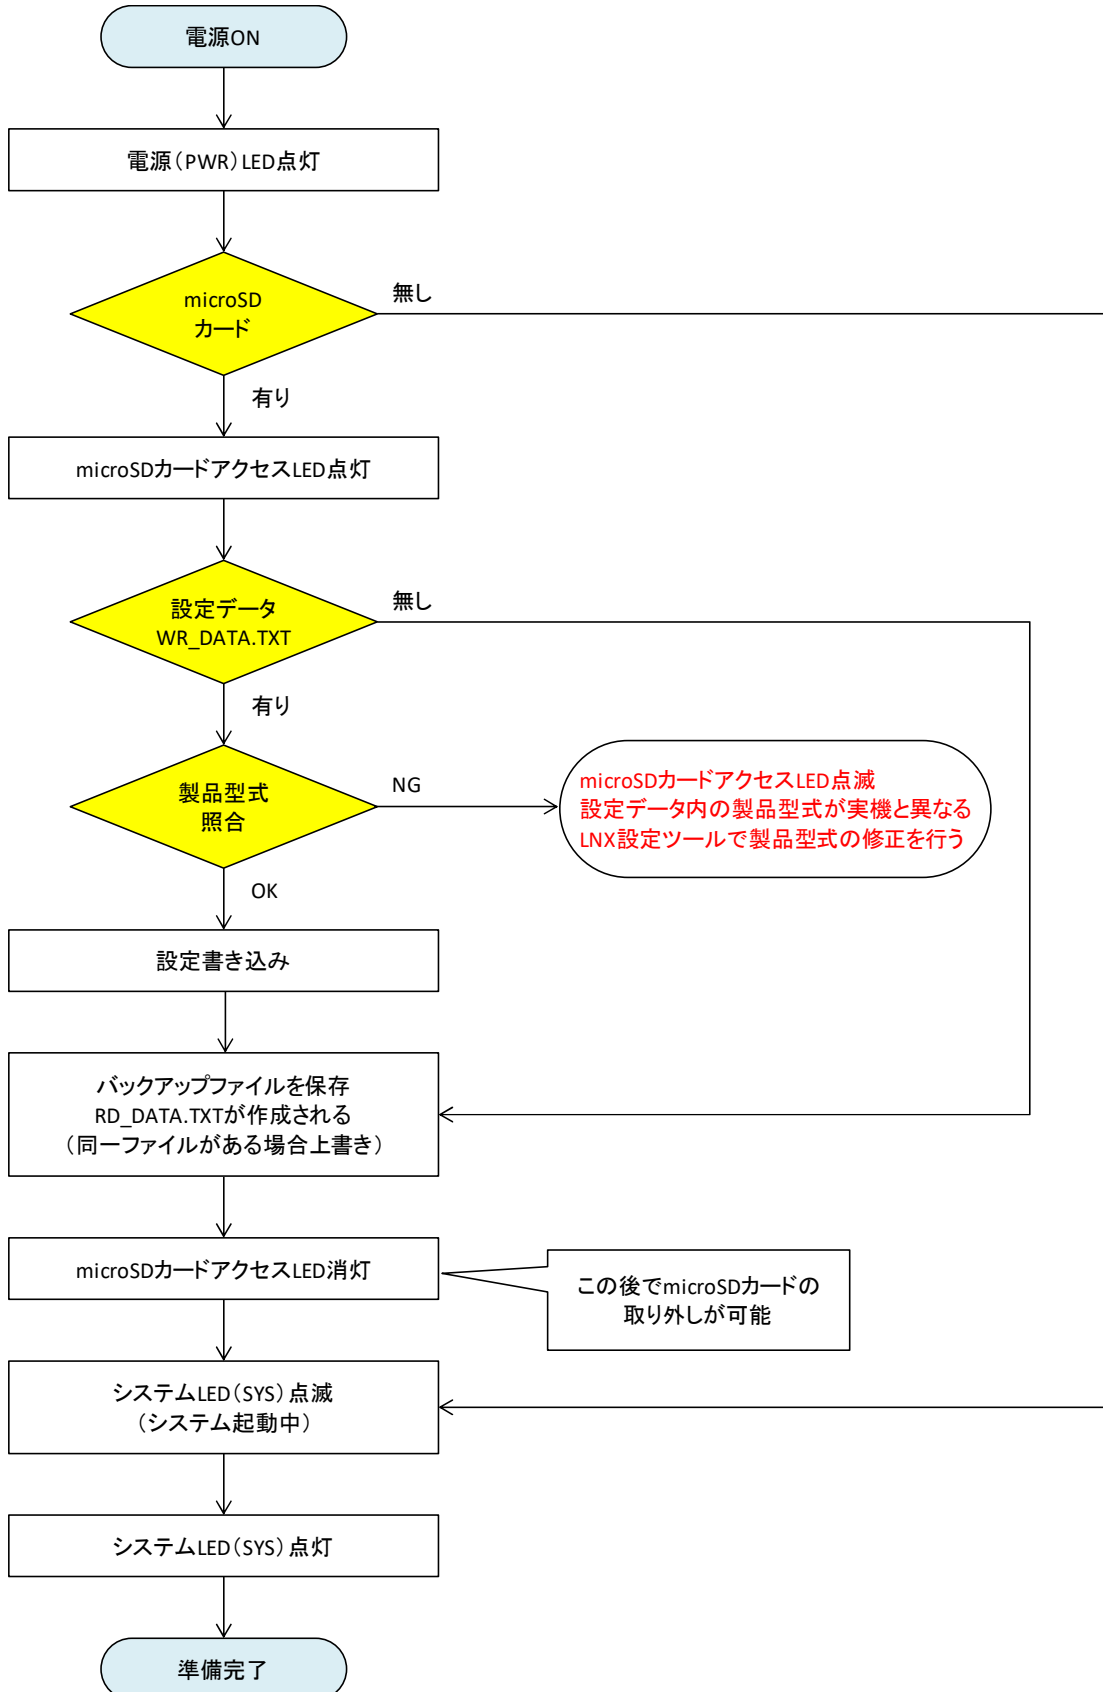 電源ON
電源（PWR）LED点灯
microSD
カード
無し
有り
microSDカードアクセスLED点灯
設定データ
WR_DATA.TXT
無し
有り
製品型式
照合
NG
microSDカードアクセスLED点滅
設定データ内の製品型式が実機と異なる
LNX設定ツールで製品型式の修正を行う
OK
設定書き込み
バックアップファイルを保存
RD_DATA.TXTが作成される
（同一ファイルがある場合上書き）
microSDカードアクセスLED消灯
この後でmicroSDカードの
取り外しが可能
システムLED（SYS）点滅
（システム起動中）
システムLED（SYS）点灯
準備完了